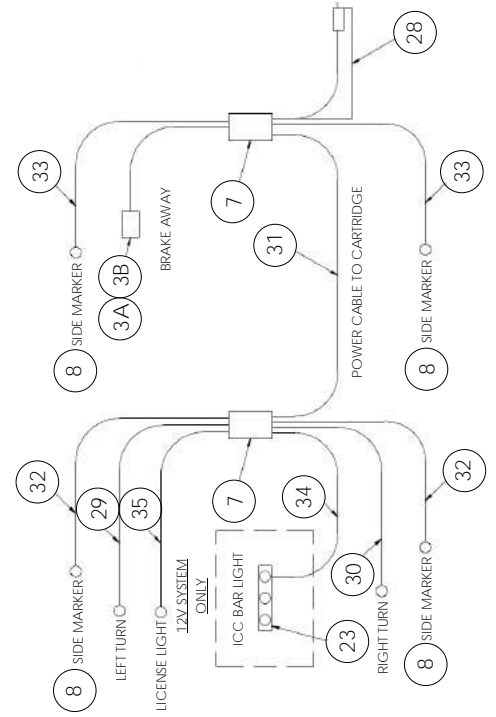 32
8
SIDE MARKER
29
LEFT TURN
35
LICENSE LIGHT
12V SYSTEM
ONLY
7
ICC BAR LIGHT
34
23
30
RIGHT TURN
32
8
SIDE MARKER
33
8
SIDE MARKER
3A
3B
BRAKE AWAY
7
28
31
POWER CABLE TO CARTRIDGE
33
8
SIDE MARKER